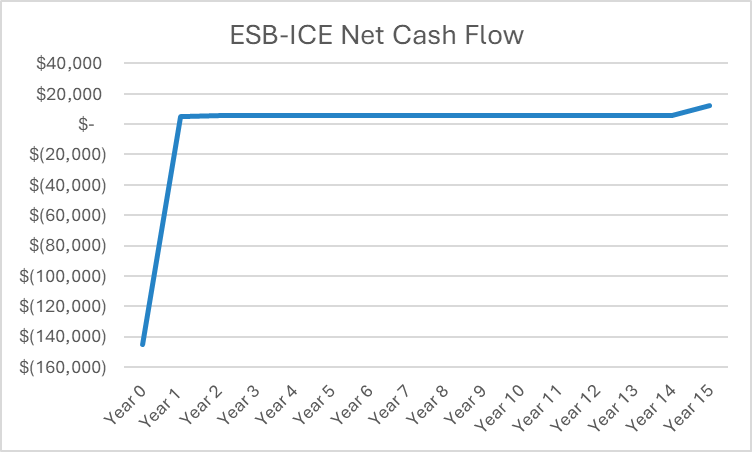 ESB-ICE Net Cash Flow
$40,000
$20,000
$-
$(20,000)
$(40,000)
$(60,000)
$(80,000)
$(100,000)
$(120,000)
$(140,000)
$(160,000)
Year 0
Year 1
Year 2
Year 3
Year 4
Year 5
Year 6
Year 7
Year 8
Year 9
Year 10
Year 11
Year 12
Year 13
Year 14
Year 15